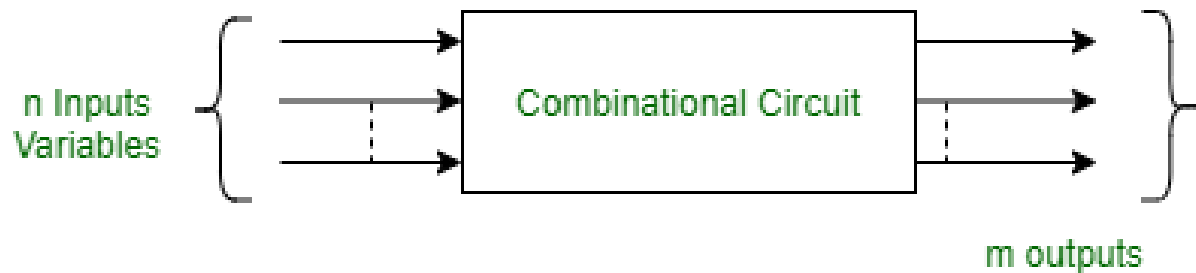 n Inputs
Variables
Combinational Circuit
m outputs